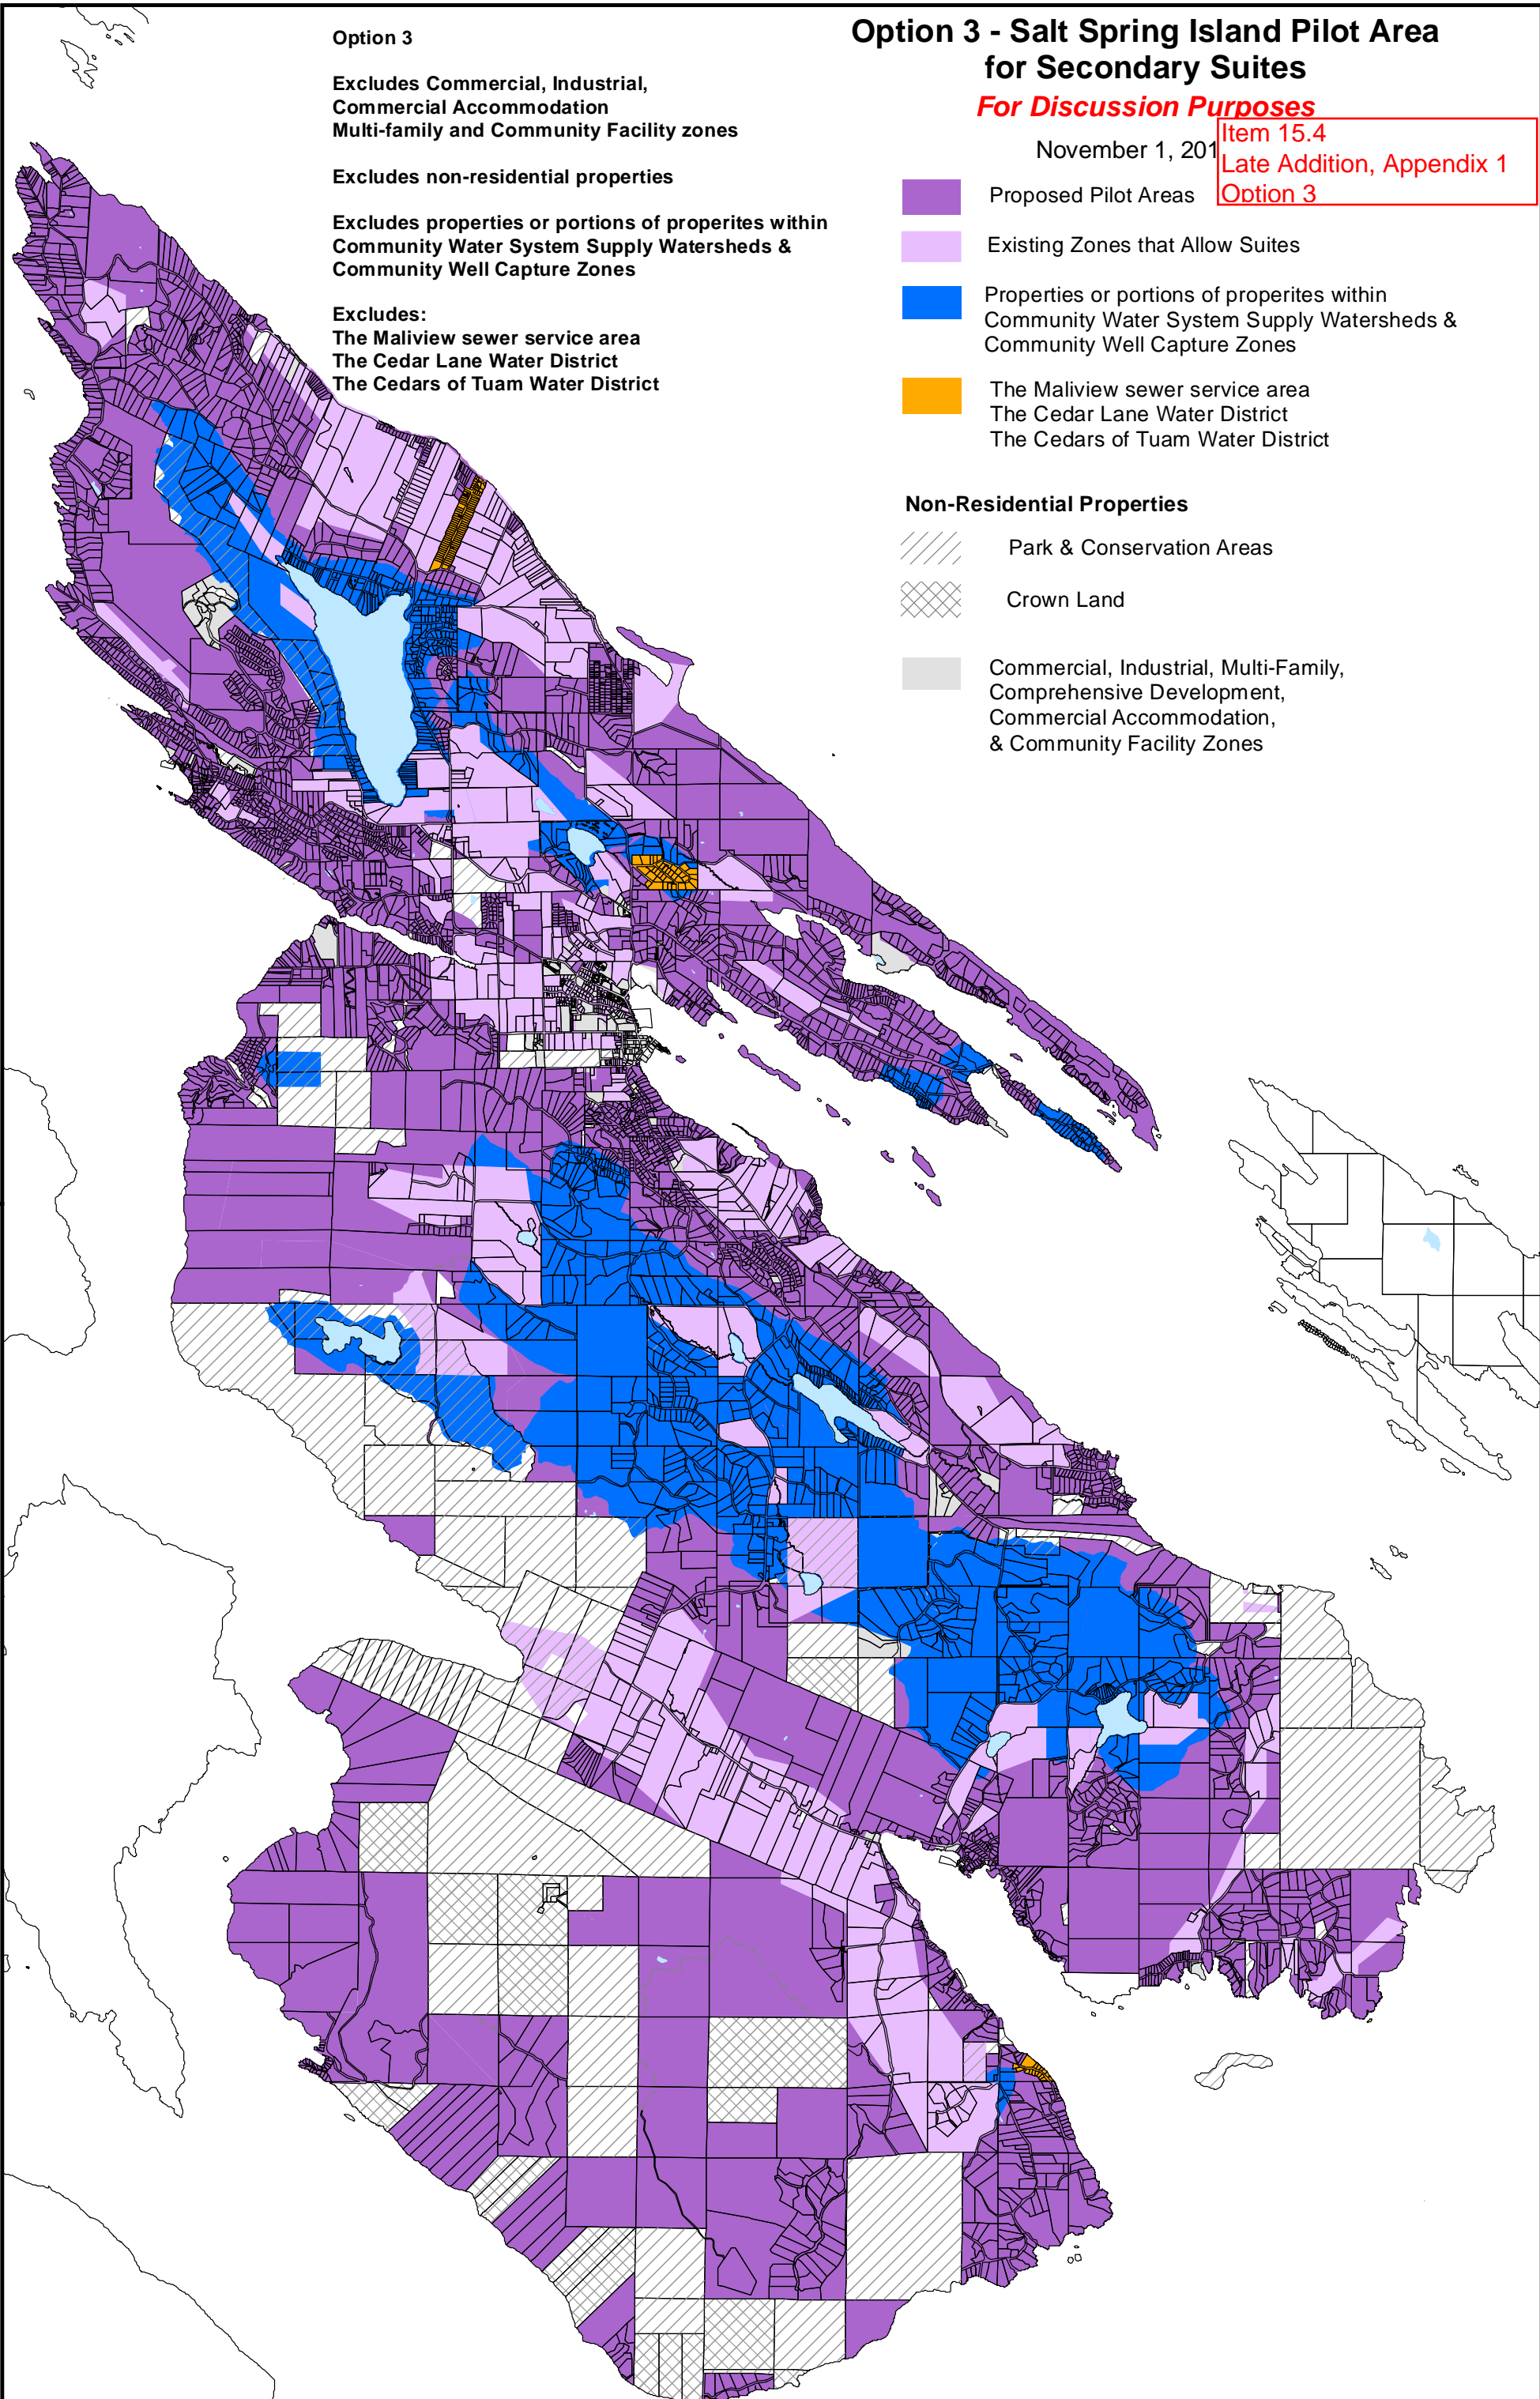 Option 3 - Salt Spring Island Pilot Area
for Secondary Suites
For Discussion Purposes
November 1, 201
Item 15.4
Late Addition, Appendix 1
Option 3
Option 3
Excludes Commercial, Industrial,
Commercial Accommodation
Multi-family and Community Facility zones
Excludes non-residential properties
Excludes properties or portions of properites within
Community Water System Supply Watersheds &
Community Well Capture Zones
Excludes:
The Maliview sewer service area
The Cedar Lane Water District
The Cedars of Tuam Water District
Proposed Pilot Areas
Existing Zones that Allow Suites
Properties or portions of properites within
Community Water System Supply Watersheds &
Community Well Capture Zones
The Maliview sewer service area
The Cedar Lane Water District
The Cedars of Tuam Water District
Non-Residential Properties
Park & Conservation Areas
Crown Land
Commercial, Industrial, Multi-Family,
Comprehensive Development,
Commercial Accommodation,
& Community Facility Zones